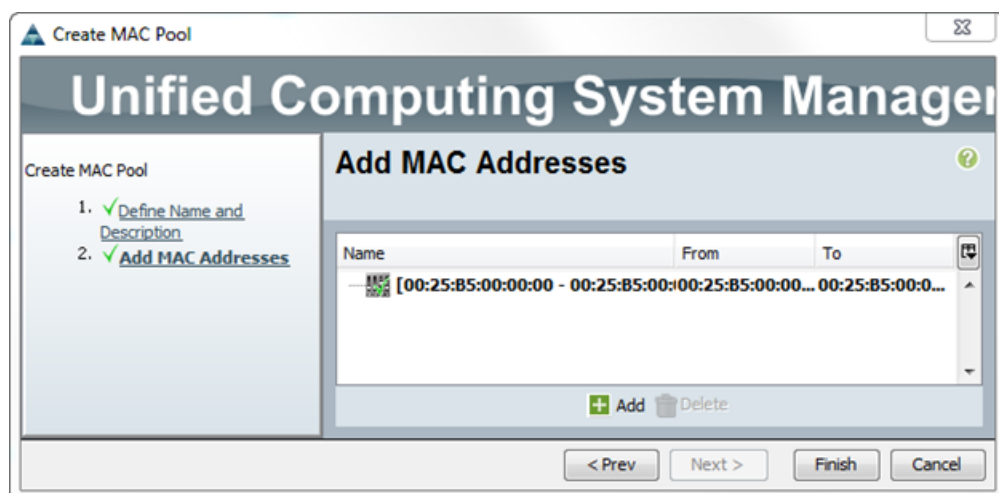 Create MAC Pool
Unified Computing System Manager
Create MAC Pool
1. Define Name and
Description
2. Add MAC Addresses
Add MAC Addresses
Name From To
[00:25:B5:00:00:00 - 00:25:B5:00: 00:25:B5:00:00... 00:25:B5:00:0...
Add Delete
< Prev Next > Finish Cancel